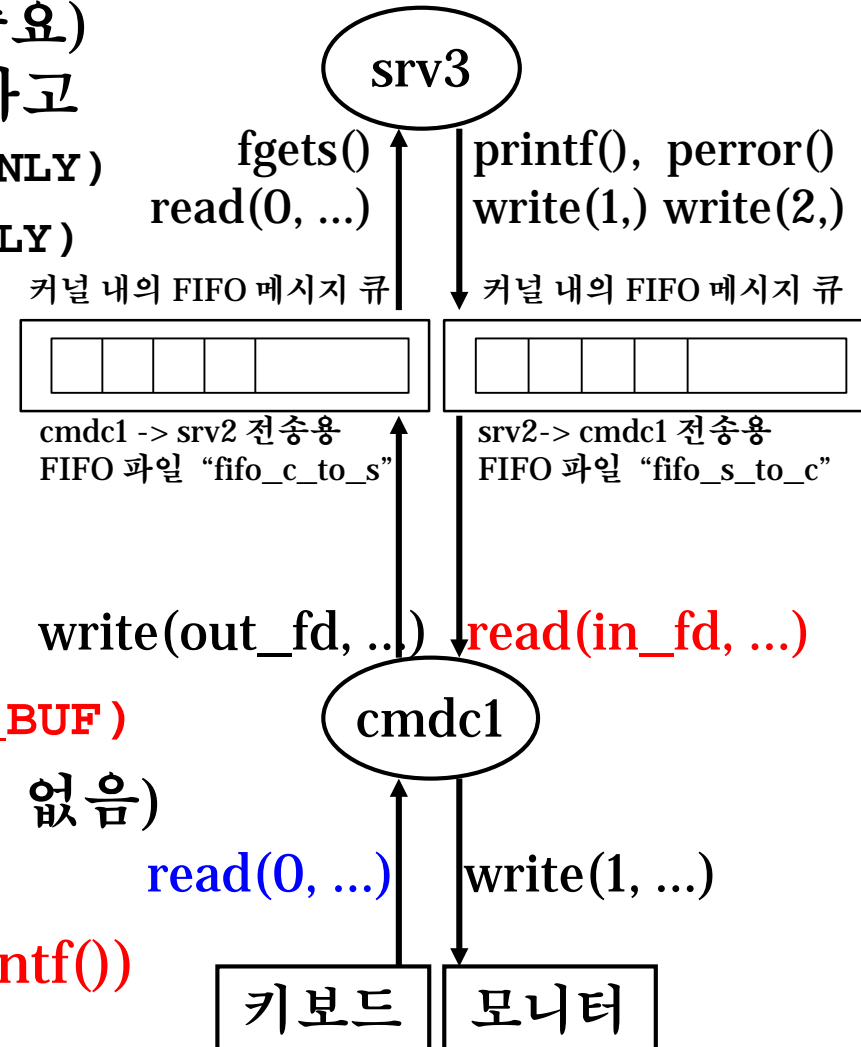 요)
srv3
하고
fgets()
printf(), perror()
NLY)
read(0, ...)
write(1,) write(2,)
LY)
커널 내의 FIFO 메시지 큐
커널 내의 FIFO 메시지 큐
cmdc1 -> srv2 전송용
FIFO 파일 “fifo_c_to_s”
srv2-> cmdc1 전송용
FIFO 파일 “fifo_s_to_c”
write(out_fd, ...)
read(in_fd, ...)
_BUF)
cmdc1
없음)
read(0, ...)
write(1, ...)
ntf())
키보드
모니터